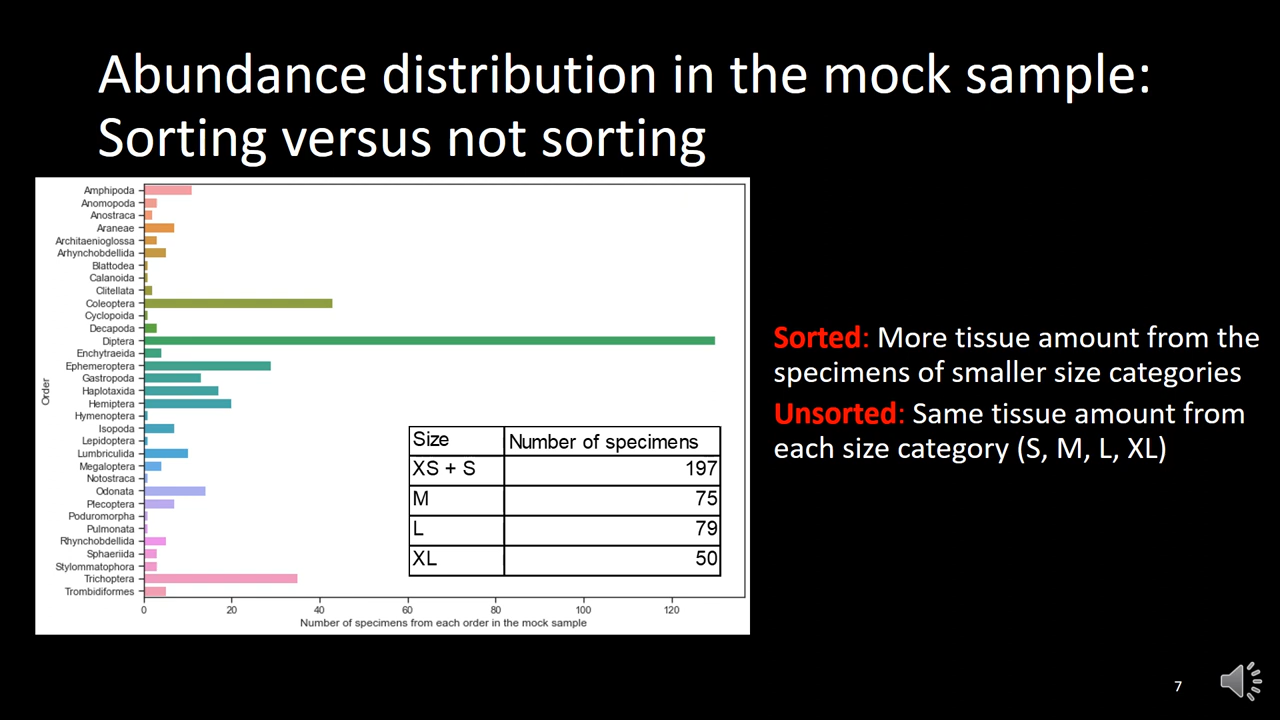 Abundance distribution in the mock sample:
Sorting versus not sorting
Amphipoda
Anomopoda
Anostraca
Araneae
Architaenioglossa
Arhynchobdellida
Blattodea
Calanoida
Clitellata
Coleoptera
Cyclopoida
Decapoda
Diptera
Enchytraeida
Ephemeroptera
Gastropoda
Haplotaxida
Hemiptera
Hymenoptera
Isopoda
Lepidoptera
Lumbriculida
Megaloptera
Notostraca
Odonata
Plecoptera
Poduromorpha
Pulmonata
Rhynchobdellida
Sphaeriida
Stylommatophora
Trichoptera
Trombidiformes
Order
0 20 40 60 80 100 120
Number of specimens from each order in the mock sample
Size Number of specimens
XS + S 197
M 75
L 79
XL 50
Sorted: More tissue amount from the
specimens of smaller size categories
Unsorted: Same tissue amount from
each size category (S, M, L, XL)
7